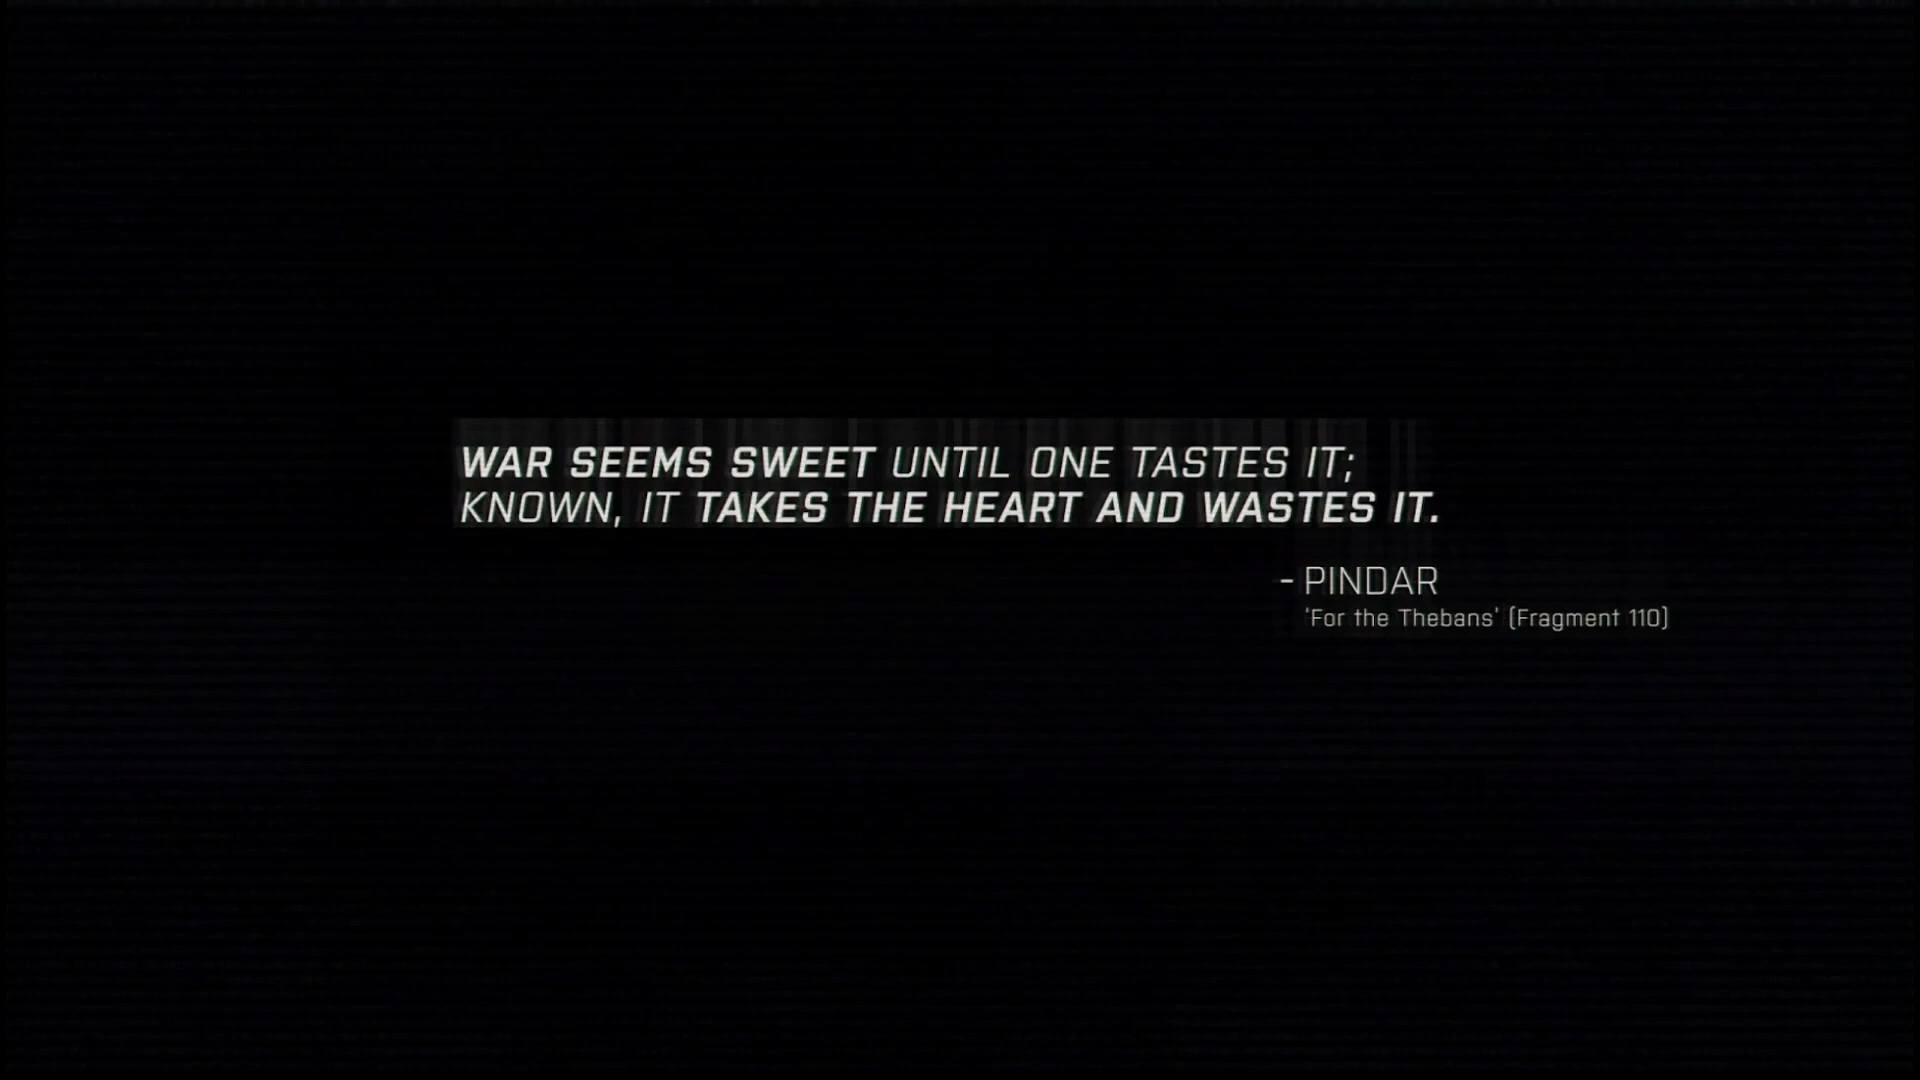 WAR SEEMS SWEET UNTIL ONE TASTES IT;
KNOWN, IT TAKES THE HEART AND WASTES IT.
- PINDAR
'For the Thebans' (Fragment 110)